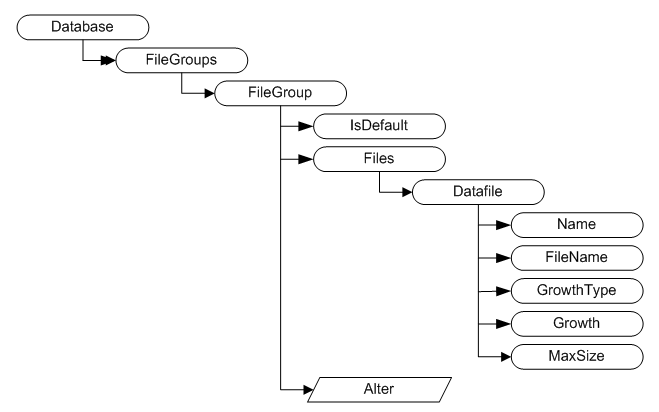 Database
FileGroups
FileGroup
IsDefault
Files
Datafile
Name
FileName
GrowthType
Growth
MaxSize
Alter